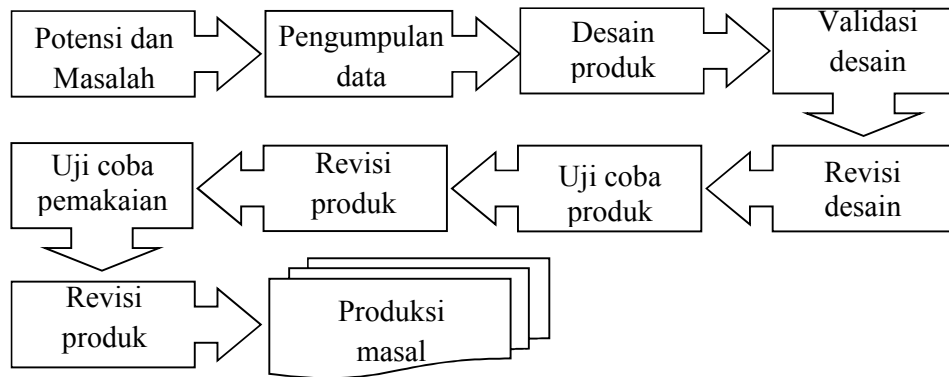 Potensi dan
Masalah
Pengumpulan
data
Desain
produk
Validasi
desain
Revisi
desain
Uji coba
produk
Revisi
produk
Uji coba
pemakaian
Revisi
produk
Produksi
masal